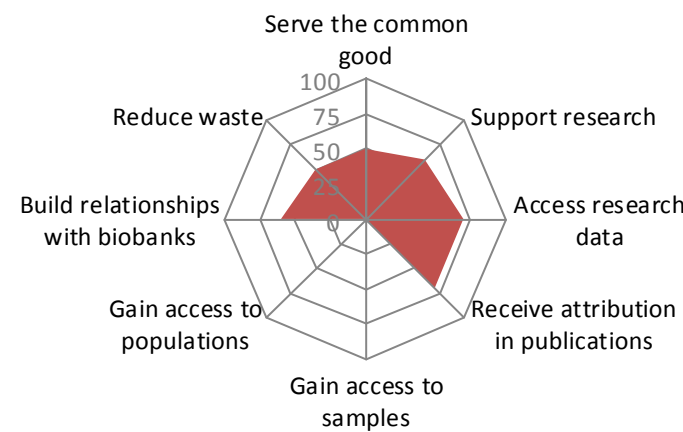 Serve the common
good
100
Reduce waste
Support research
75
50
25
Build relationships
with biobanks
0
Access research
data
Gain access to
populations
Receive attribution
in publications
Gain access to
samples